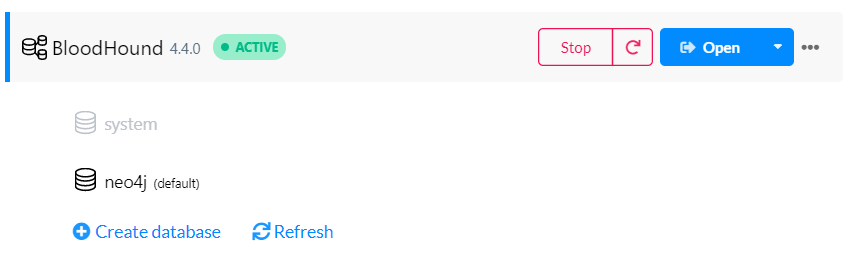 BloodHound 4.4.0 ACTIVE Stop Open
system
neo4j (default)
Create database Refresh